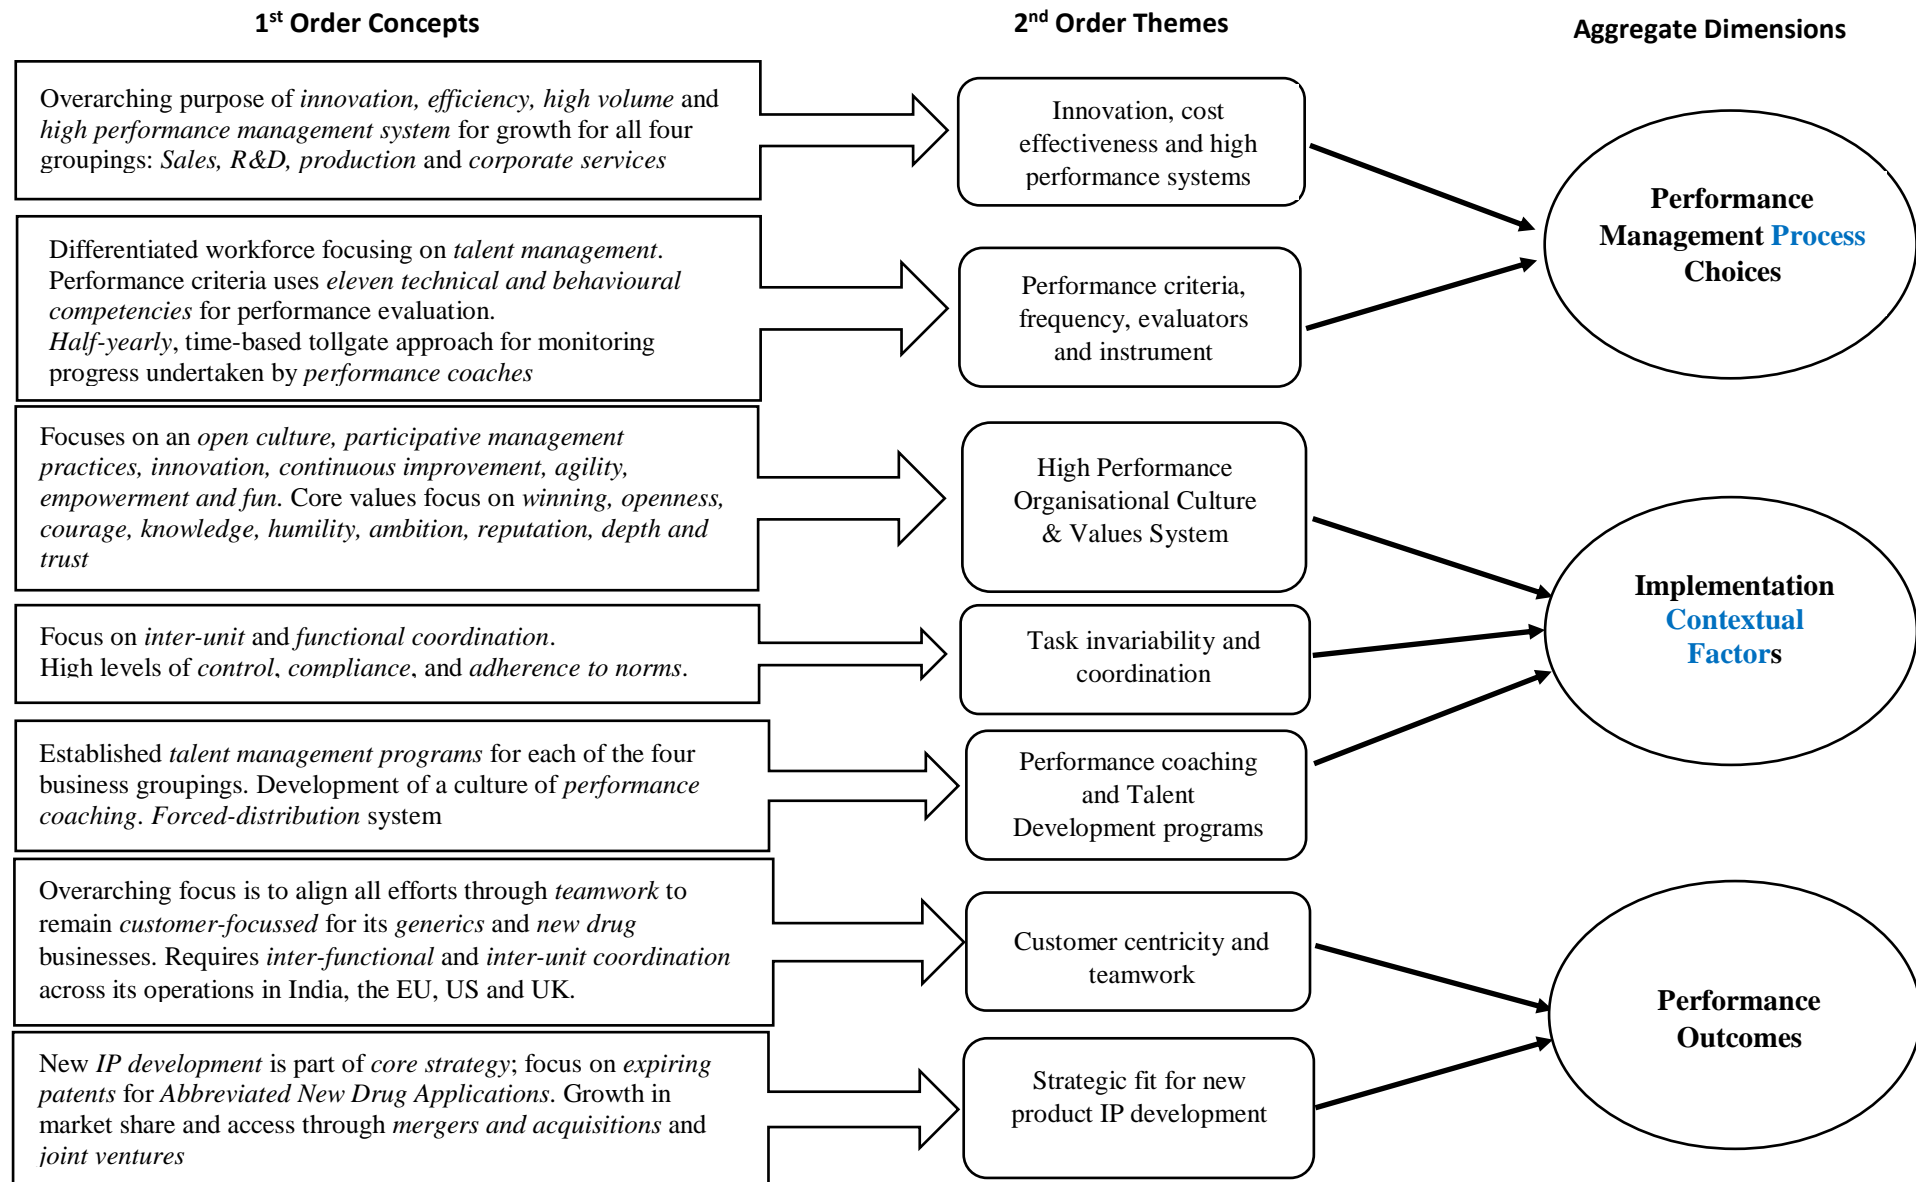 1st Order Concepts
2nd Order Themes
Aggregate Dimensions
Overarching purpose of innovation, efficiency, high volume and
high performance management system for growth for all four
groupings: Sales, R&D, production and corporate services
Innovation, cost
effectiveness and high
performance systems
Performance
Management Process
Choices
Differentiated workforce focusing on talent management.
Performance criteria uses eleven technical and behavioural
competencies for performance evaluation.
Half-yearly, time-based tollgate approach for monitoring
progress undertaken by performance coaches
Performance criteria,
frequency, evaluators
and instrument
Focuses on an open culture, participative management
practices, innovation, continuous improvement, agility,
empowerment and fun. Core values focus on winning, openness,
courage, knowledge, humility, ambition, reputation, depth and
trust
High Performance
Organisational Culture
& Values System
Implementation
Contextual
Factors
Focus on inter-unit and functional coordination.
High levels of control, compliance, and adherence to norms.
Task invariability and
coordination
Established talent management programs for each of the four
business groupings. Development of a culture of performance
coaching. Forced-distribution system
Performance coaching
and Talent
Development programs
Overarching focus is to align all efforts through teamwork to
remain customer-focussed for its generics and new drug
businesses. Requires inter-functional and inter-unit coordination
across its operations in India, the EU, US and UK.
Customer centricity and
teamwork
Performance
Outcomes
New IP development is part of core strategy; focus on expiring
patents for Abbreviated New Drug Applications. Growth in
market share and access through mergers and acquisitions and
joint ventures
Strategic fit for new
product IP development